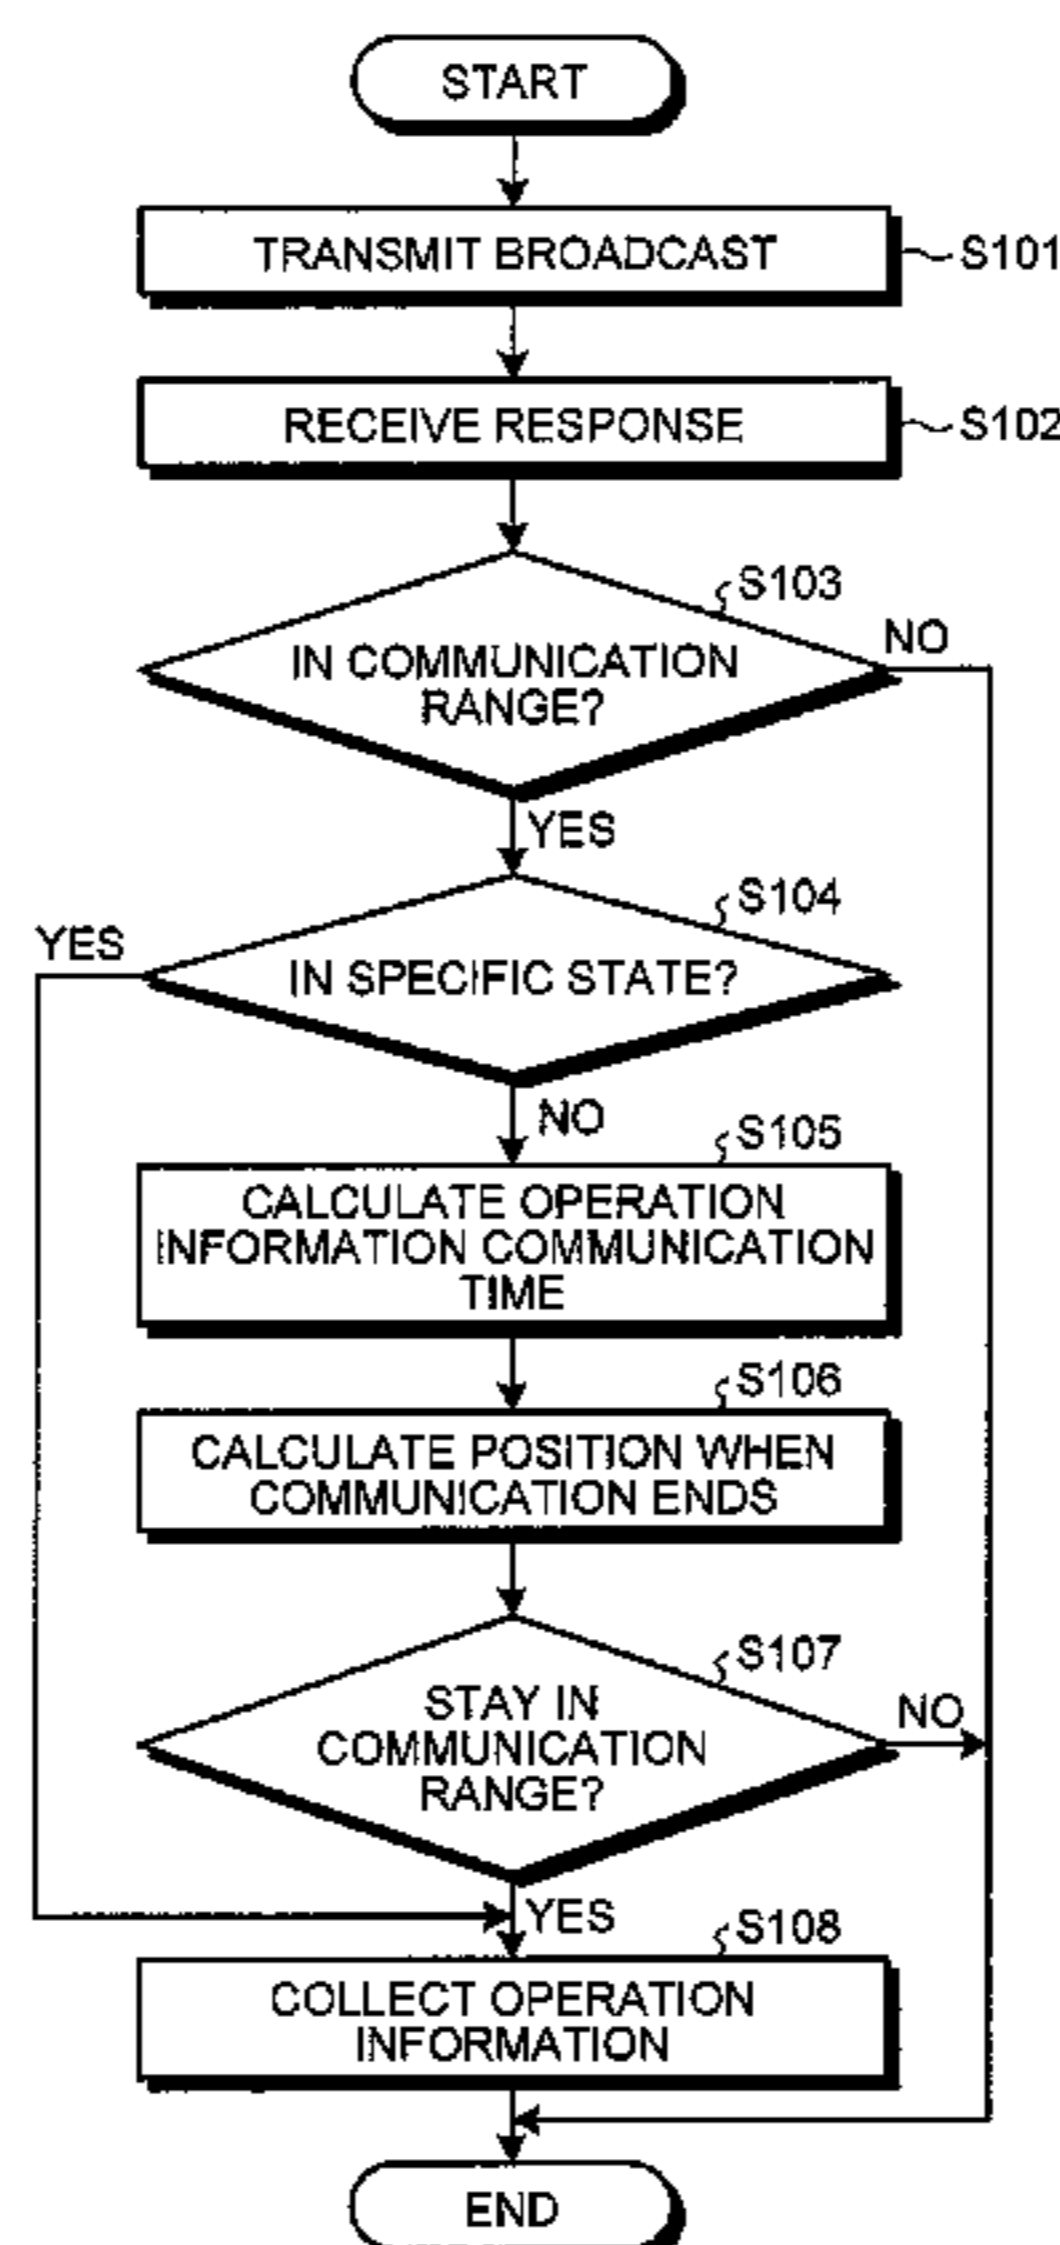 START
TRANSMIT BROADCAST
S101
RECEIVE RESPONSE
S102
S103
IN COMMUNICATION
RANGE?
NO
YES
S104
YES
IN SPECIFIC STATE?
NO
S105
CALCULATE OPERATION
INFORMATION COMMUNICATION
TIME
S106
CALCULATE POSITION WHEN
COMMUNICATION ENDS
S107
STAY IN
COMMUNICATION
RANGE?
NO
YES
S108
COLLECT OPERATION
INFORMATION
END